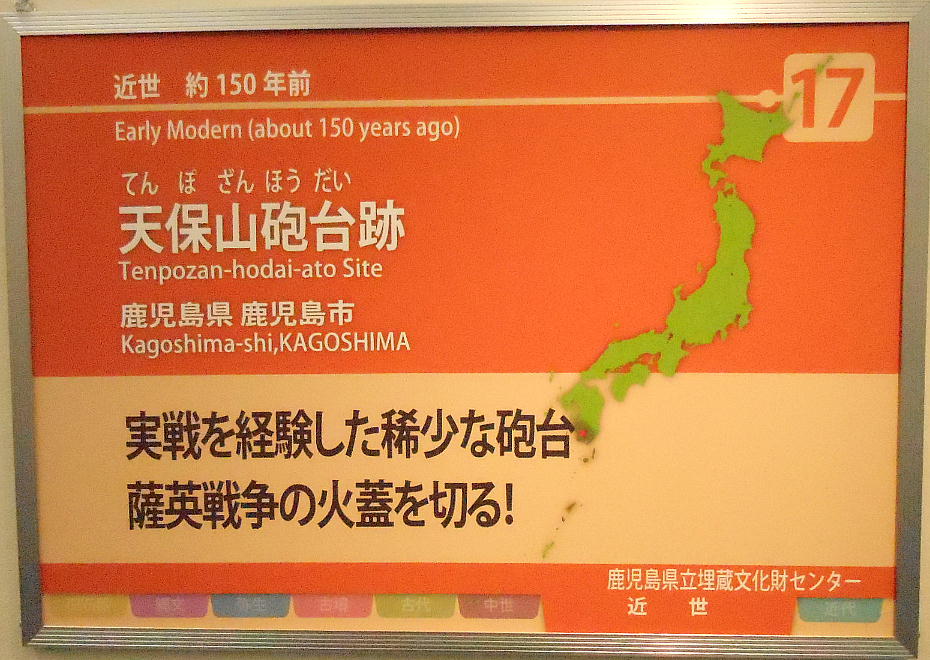 近世 約150年前
17
Early Modern (about 150 years ago)
てん ぽ ざん ほう だい
天保山砲台跡
Tenpozan-hodai-ato Site
鹿児島県 鹿児島市
Kagoshima-shi,KAGOSHIMA
実戦を経験した稀少な砲台
薩英戦争の火蓋を切る!
鹿児島県立埋蔵文化財センター
縄文 弥生 古墳 古代 中世 近世 近代